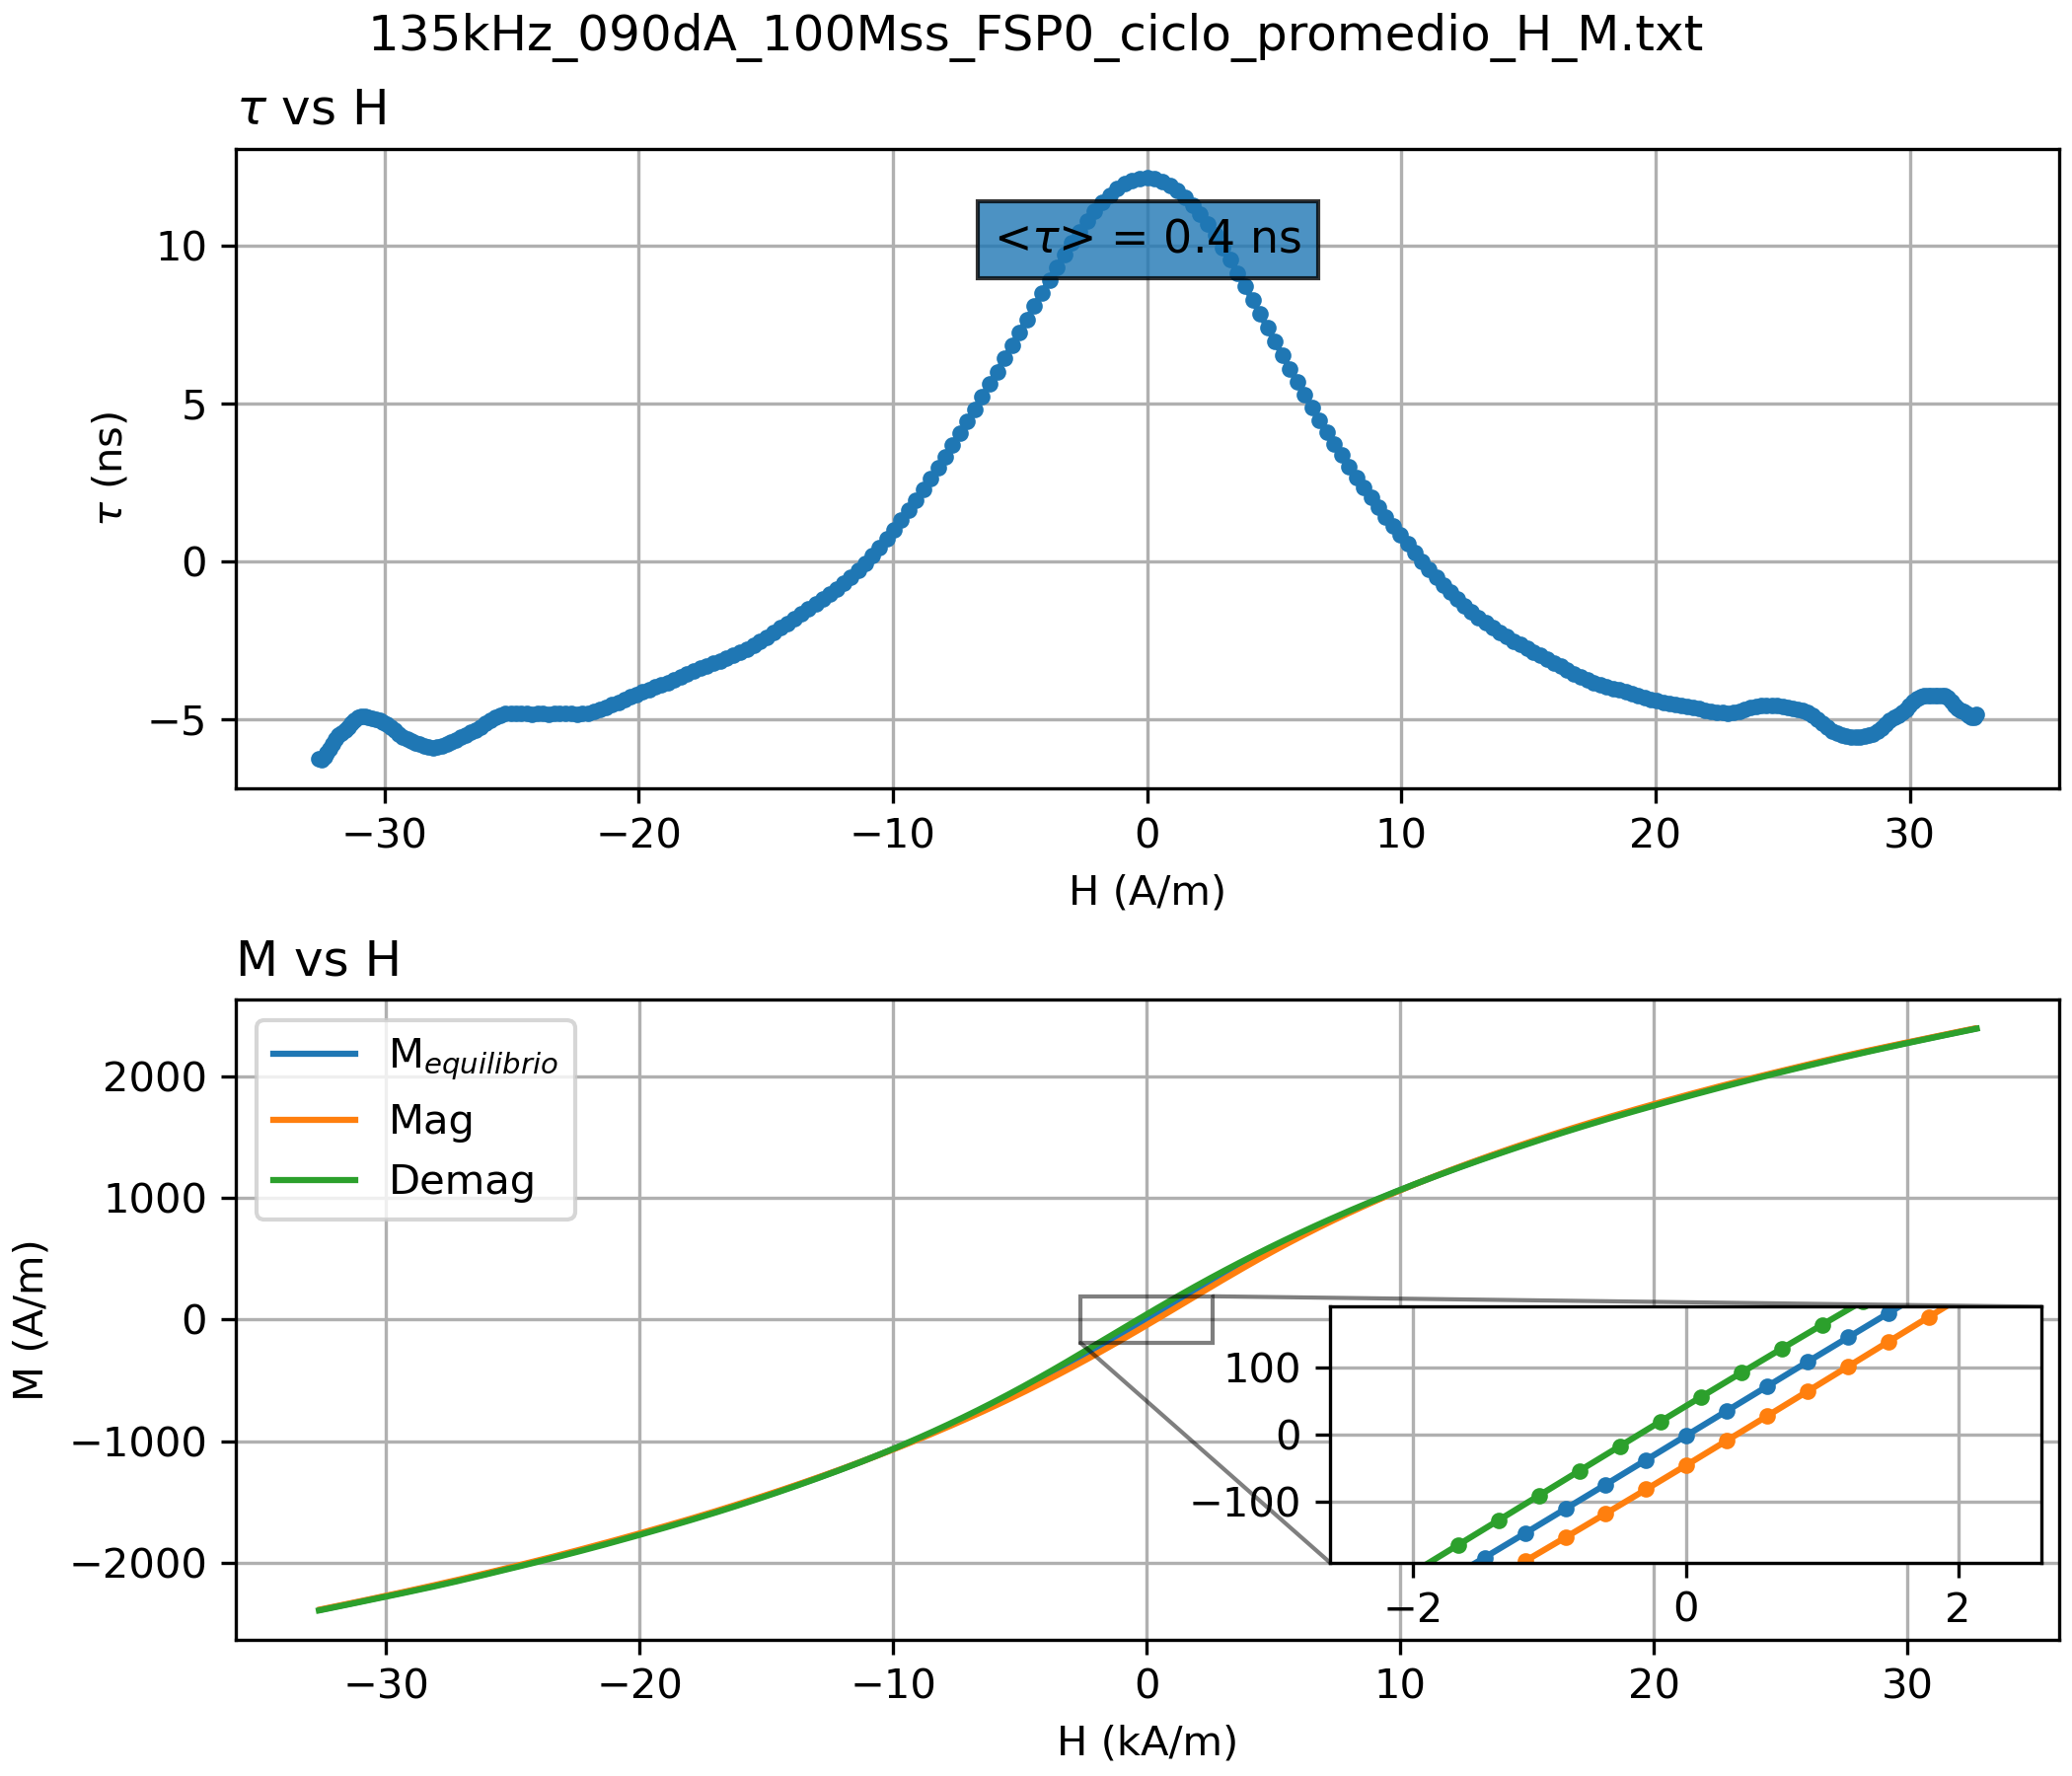 135kHz_090dA_100Mss_FSP0_ciclo_promedio_H_M.txt
τ vs H
<τ> = 0.4 ns
10
5
0
−5
τ (ns)
−30 −20 −10 0 10 20 30
H (A/m)
M vs H
M_equilibrio
Mag
Demag
2000
1000
0
−1000
−2000
M (A/m)
100
0
−100
−2 0 2
−30 −20 −10 0 10 20 30
H (kA/m)